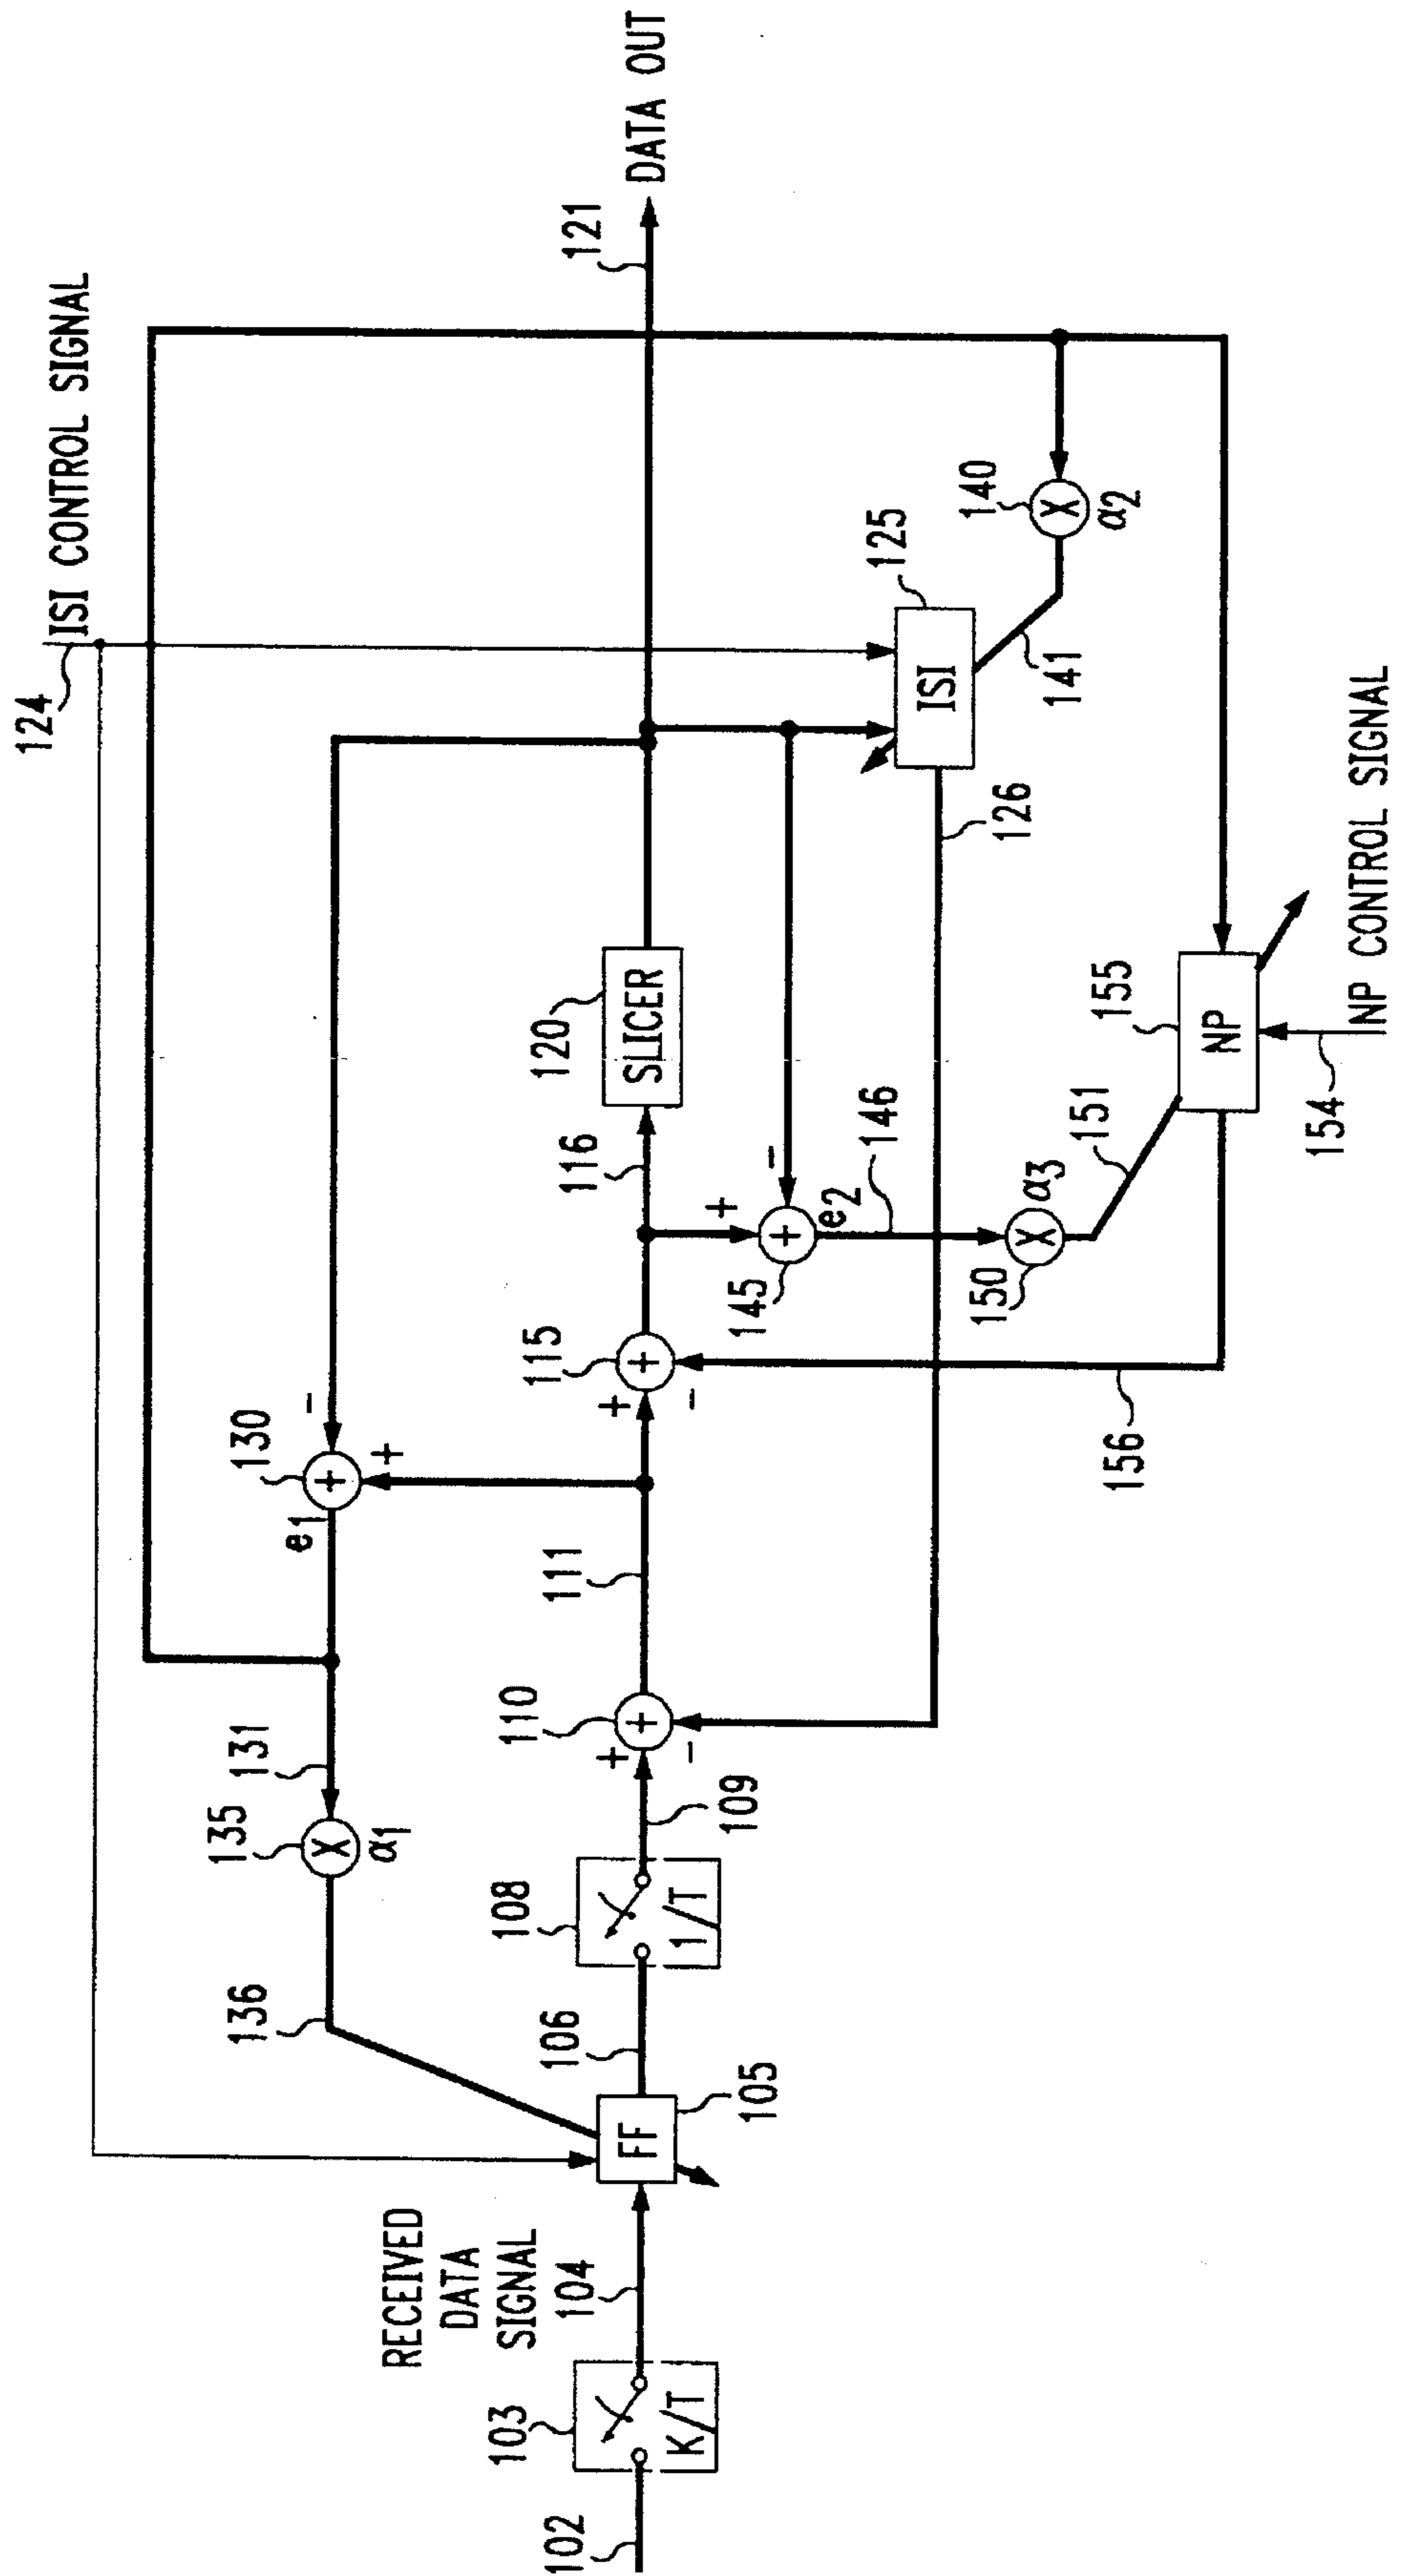 124
ISI CONTROL SIGNAL
136
135
X
α1
131
e1
130
+
-
+
RECEIVED
DATA
SIGNAL
102
103
K/T
104
FF
105
106
108
1/T
109
110
+
+
-
111
115
+
+
-
116
120
SLICER
121
DATA OUT
145
+
+
-
e2
146
126
ISI
125
141
140
X
α2
150
X
α3
151
NP
155
156
154
NP CONTROL SIGNAL